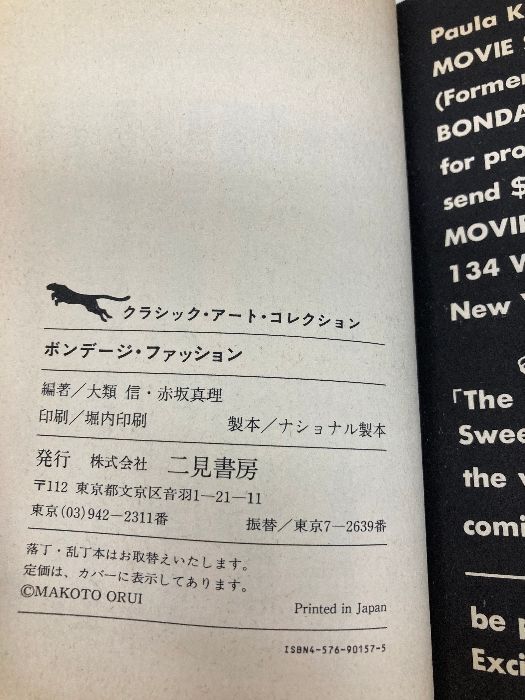 クラシック・アート・コレクション
ボンデージ・ファッション
編著／大類 信・赤坂真理
印刷／堀内印刷 製本／ナショナル製本
発行 株式会社 二見書房
〒112 東京都文京区音羽1—21—11
東京(03)942—2311番 振替／東京7—2639番
落丁・乱丁本はお取替えいたします。
定価は、カバーに表示してあります。
©MAKOTO ORUI
Printed in Japan
ISBN4-576-90157-5
Paula K
MOVIE
(Former
BONDA
for pro
send $
MOVIE
134 W
New
「The
Swee
the
comi
be p
Exci